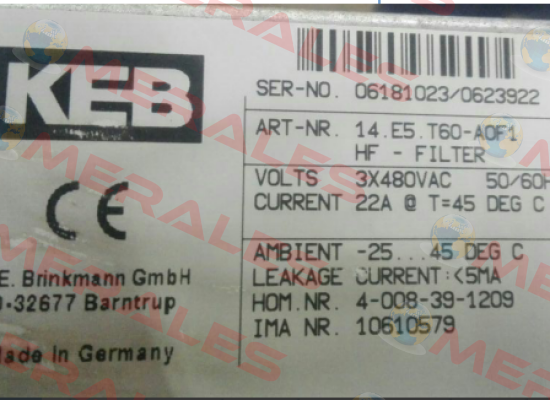 KEB
SER-NO. 06181023/0623922
ART-NR. 14.E5.T60-A0F1
HF - FILTER
VOLTS 3X480VAC 50/60H
CURRENT 22A @ T=45 DEG C
CE
AMBIENT -25...45 DEG C
LEAKAGE CURRENT:<5MA
HOM.NR. 4-008-39-1209
IMA NR. 10610579
E. Brinkmann GmbH
D-32677 Barntrup
Made in Germany
MERALES